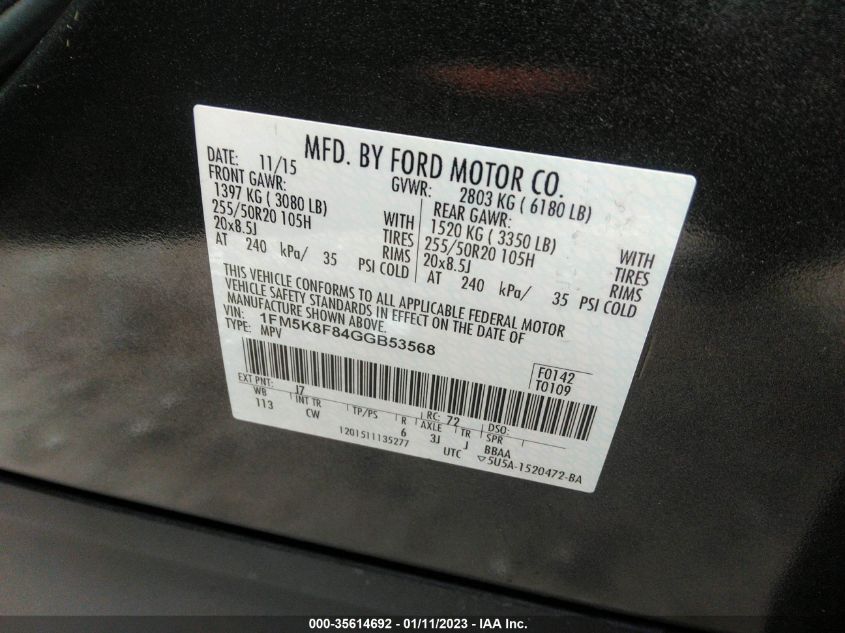 MFD. BY FORD MOTOR CO.
DATE: 11/15 GVWR: 2803 KG ( 6180 LB)
FRONT GAWR: REAR GAWR:
1397 KG ( 3080 LB) WITH 1520 KG ( 3350 LB) WITH
255/50R20 105H TIRES 255/50R20 105H TIRES
20x8.5J RIMS 20x8.5J RIMS
AT 240 kPa/ 35 PSI COLD AT 240 kPa/ 35 PSI COLD
THIS VEHICLE CONFORMS TO ALL APPLICABLE FEDERAL MOTOR
VEHICLE SAFETY STANDARDS IN EFFECT ON THE DATE OF
MANUFACTURE SHOWN ABOVE.
VIN: 1FM5K8F84GGB53568
TYPE: MPV
F0142
T0109
EXT PNT: J7 RC: 72 DSO:
WB INT TR TP/PS R AXLE TR SPR
113 CW 6 3J J BBAA
1201511135277 UTC ▽5U5A-1520472-BA
000-35614692 - 01/11/2023 - IAA Inc.